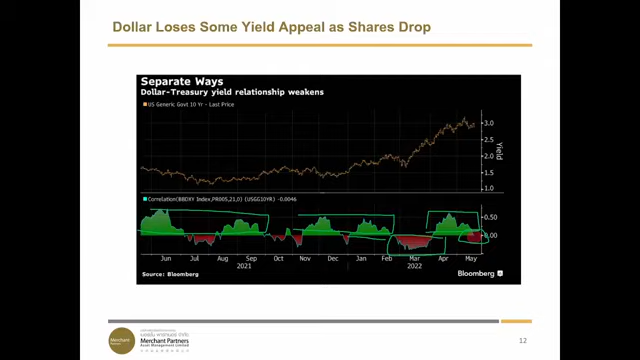 Dollar Loses Some Yield Appeal as Shares Drop
Separate Ways
Dollar-Treasury yield relationship weakens
US Generic Govt 10 Yr - Last Price
3.0
2.5
2.0
1.5
1.0
Yield
Correlation(BBDXY Index,PR005,21,0) (USGG10YR) -0.0046
0.50
0.00
Jun Jul Aug Sep Oct Nov Dec Jan Feb Mar Apr May
2021 2022
Source: Bloomberg
Bloomberg
Merchant Partners
Asset Management Limited
12